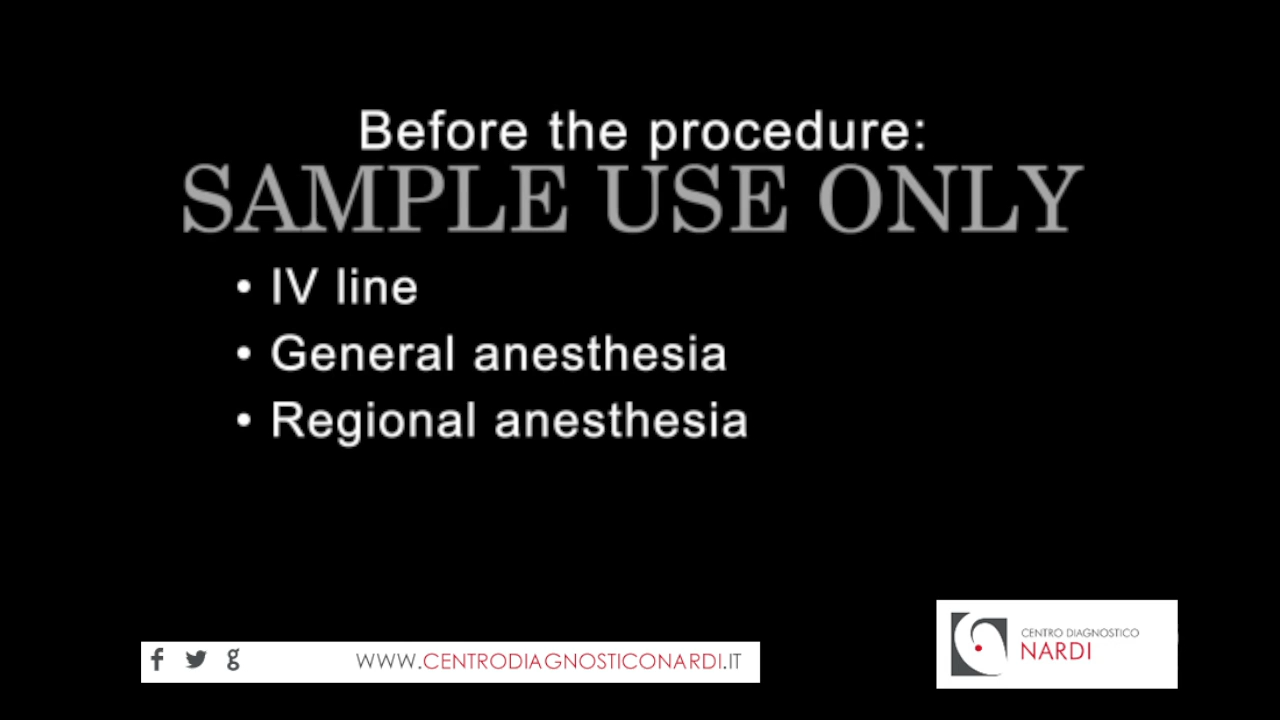 Before the procedure:
SAMPLE USE ONLY
• IV line
• General anesthesia
• Regional anesthesia
WWW.CENTRODIAGNOSTICONARDI.IT
CENTRO DIAGNOSTICO
NARDI